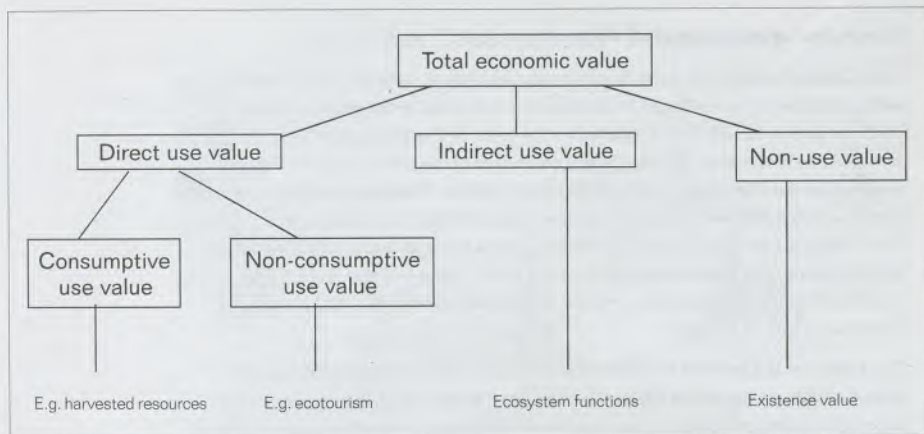 Total economic value
Direct use value
Indirect use value
Non-use value
Consumptive
use value
Non-consumptive
use value
E.g. harvested resources
E.g. ecotourism
Ecosystem functions
Existence value